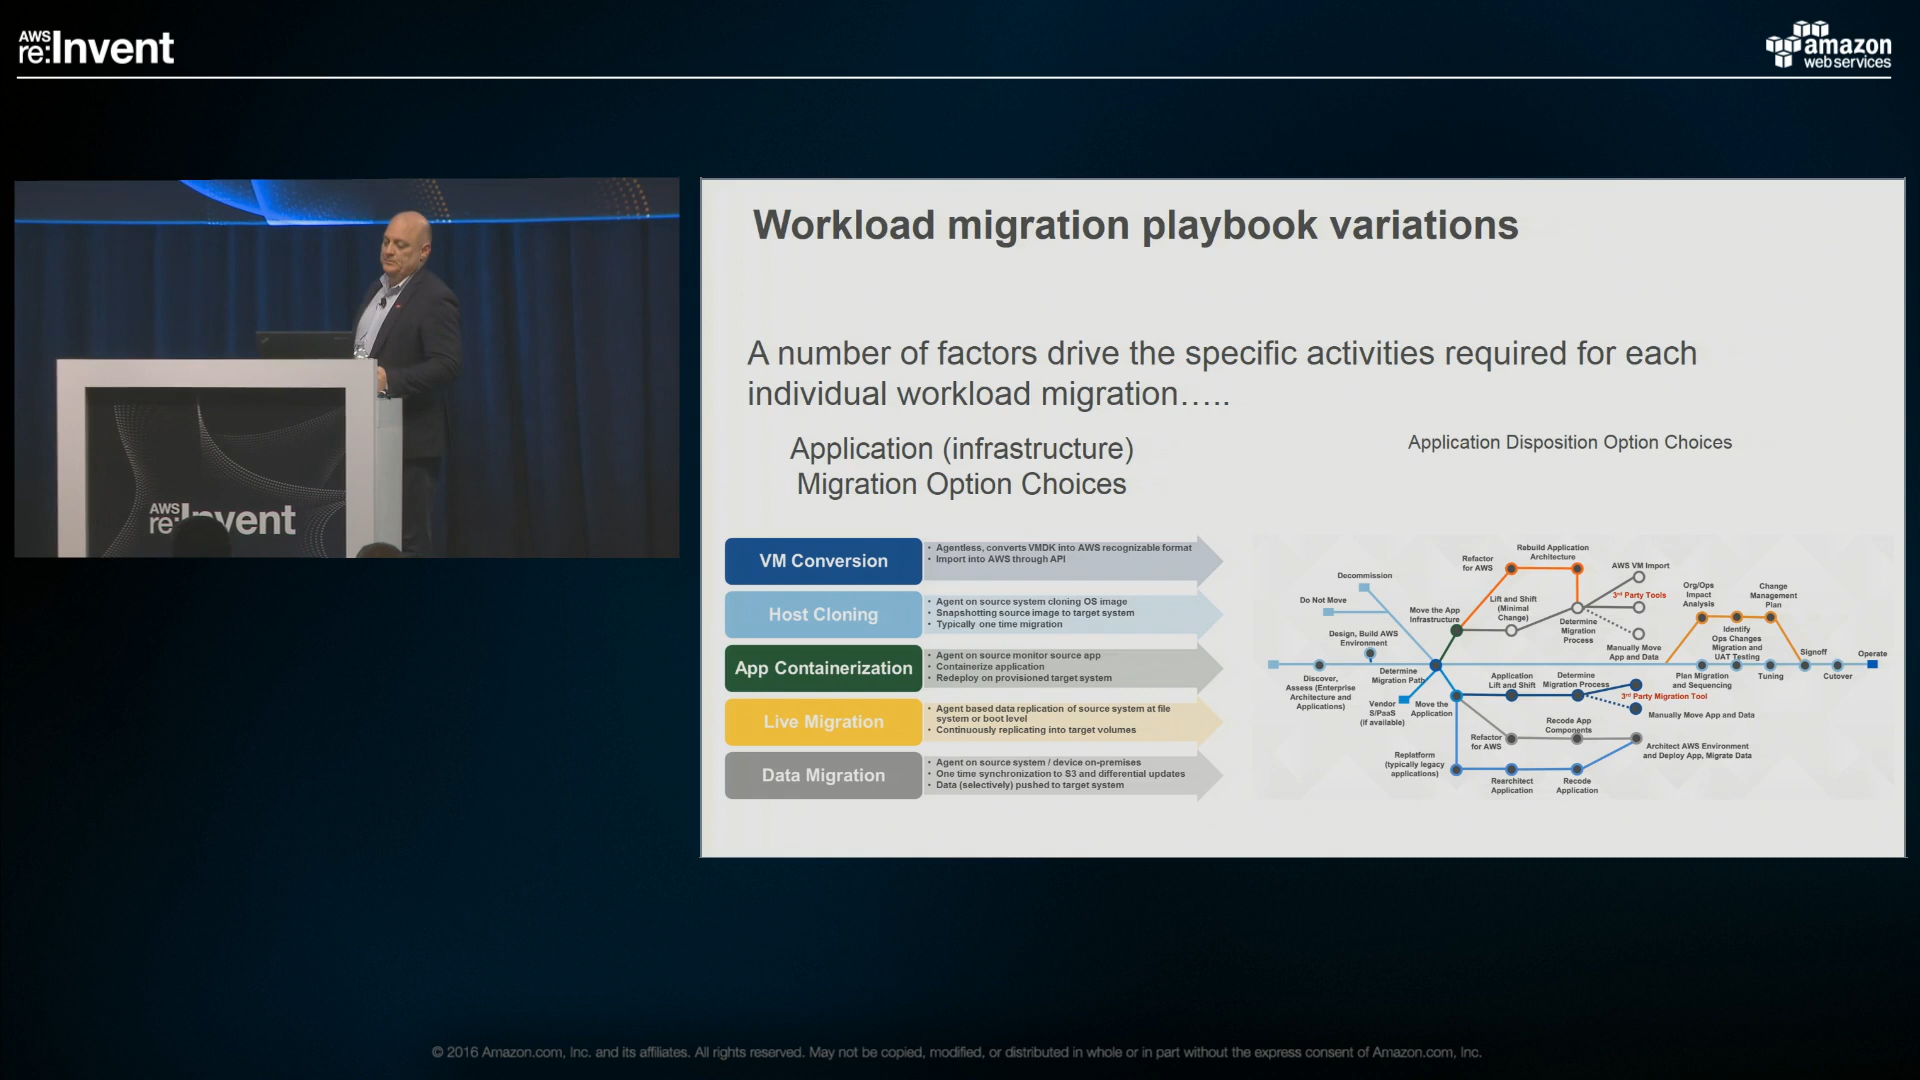 AWS
re:Invent
amazon
web services
AWS
re:Invent
Workload migration playbook variations
A number of factors drive the specific activities required for each
individual workload migration…..
Application (infrastructure)
Migration Option Choices
Application Disposition Option Choices
VM Conversion
• Agentless, converts VMDK into AWS recognizable format
• Import into AWS through API
Host Cloning
• Agent on source system cloning OS image
• Snapshotting source image to target system
• Typically one time migration
App Containerization
• Agent on source monitor source app
• Containerize application
• Redeploy on provisioned target system
Live Migration
• Agent based data replication of source system at file
system or boot level
• Continuously replicating into target volumes
Data Migration
• Agent on source system / device on-premises
• One time synchronization to S3 and differential updates
• Data (selectively) pushed to target system
Decommission
Do Not Move
Design, Build AWS
Environment
Discover,
Assess (Enterprise
Architecture and
Applications)
Determine
Migration Path
Vendor
S/PaaS
(if available)
Move the App
Infrastructure
Refactor
for AWS
Rebuild Application
Architecture
Lift and Shift
(Minimal
Change)
Determine
Migration
Process
AWS VM Import
3rd Party Tools
Manually Move
App and Data
Org/Ops
Impact
Analysis
Change
Management
Plan
Identify
Ops Changes
Migration and
UAT Testing
Signoff
Operate
Plan Migration
and Sequencing
Tuning
Cutover
Move the
Application
Application
Lift and Shift
Determine
Migration Process
3rd Party Migration Tool
Manually Move App and Data
Refactor
for AWS
Recode App
Components
Architect AWS Environment
and Deploy App, Migrate Data
Replatform
(typically legacy
applications)
Rearchitect
Application
Recode
Application
© 2016 Amazon.com, Inc. and its affiliates. All rights reserved. May not be copied, modified, or distributed in whole or in part without the express consent of Amazon.com, Inc.